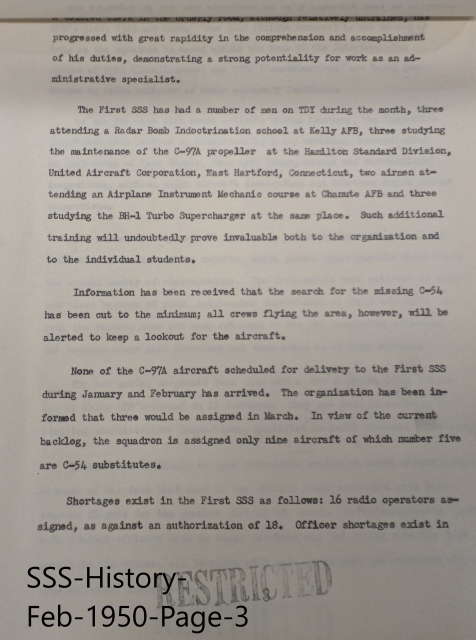 a control clerk in the orderly room, although relatively untrained, has
progressed with great rapidity in the comprehension and accomplishment
of his duties, demonstrating a strong potentiality for work as an ad-
ministrative specialist.
The First SSS has had a number of men on TDY during the month, three
attending a Radar Bomb Indoctrination school at Kelly AFB, three studying
the maintenance of the C-97A propeller at the Hamilton Standard Division,
United Aircraft Corporation, East Hartford, Connecticut, two airmen at-
tending an Airplane Instrument Mechanic course at Chanute AFB and three
studying the BH-1 Turbo Supercharger at the same place. Such additional
training will undoubtedly prove invaluable both to the organization and
to the individual students.
Information has been received that the search for the missing C-54
has been cut to the minimum; all crews flying the area, however, will be
alerted to keep a lookout for the aircraft.
None of the C-97A aircraft scheduled for delivery to the First SSS
during January and February has arrived. The organization has been in-
formed that three would be assigned in March. In view of the current
backlog, the squadron is assigned only nine aircraft of which number five
are C-54 substitutes.
Shortages exist in the First SSS as follows: 16 radio operators as-
signed, as against an authorization of 18. Officer shortages exist in
RESTRICTED
SSS-History-
Feb-1950-Page-3